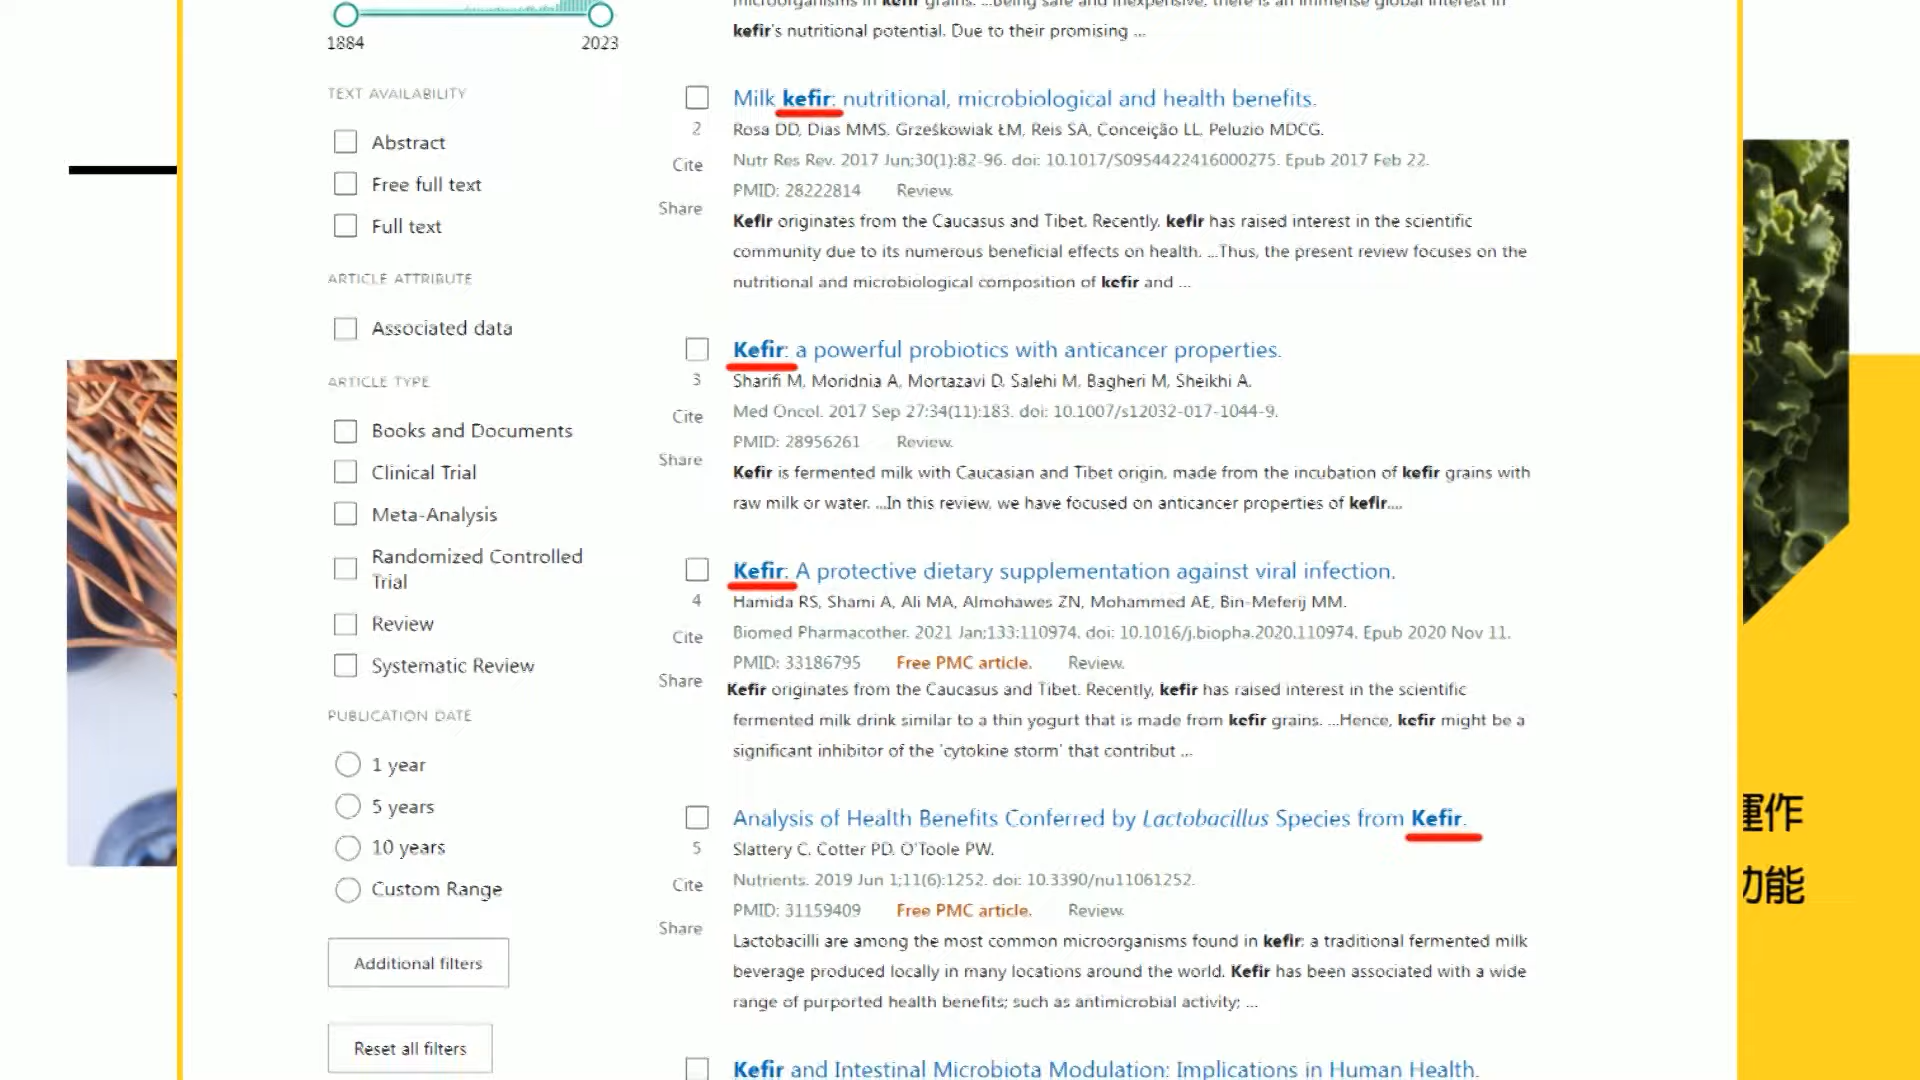 1884
2023
TEXT AVAILABILITY
Abstract
Free full text
Full text
ARTICLE ATTRIBUTE
Associated data
ARTICLE TYPE
Books and Documents
Clinical Trial
Meta-Analysis
Randomized Controlled
Trial
Review
Systematic Review
PUBLICATION DATE
1 year
5 years
10 years
Custom Range
Additional filters
Reset all filters
microorganisms in kefir grains. ...Being safe and inexpensive, there is an immense global interest in
kefir's nutritional potential. Due to their promising ...
Milk kefir: nutritional, microbiological and health benefits.
2
Cite
Share
Rosa DD, Dias MMS, Grześkowiak ŁM, Reis SA, Conceição LL, Peluzio MDCG.
Nutr Res Rev. 2017 Jun;30(1):82-96. doi: 10.1017/S0954422416000275. Epub 2017 Feb 22.
PMID: 28222814 Review.
Kefir originates from the Caucasus and Tibet. Recently, kefir has raised interest in the scientific
community due to its numerous beneficial effects on health. ...Thus, the present review focuses on the
nutritional and microbiological composition of kefir and ...
Kefir: a powerful probiotics with anticancer properties.
3
Cite
Share
Sharifi M, Moridnia A, Mortazavi D, Salehi M, Bagheri M, Sheikhi A.
Med Oncol. 2017 Sep 27;34(11):183. doi: 10.1007/s12032-017-1044-9.
PMID: 28956261 Review.
Kefir is fermented milk with Caucasian and Tibet origin, made from the incubation of kefir grains with
raw milk or water. ...In this review, we have focused on anticancer properties of kefir....
Kefir: A protective dietary supplementation against viral infection.
4
Cite
Share
Hamida RS, Shami A, Ali MA, Almohawes ZN, Mohammed AE, Bin-Meferij MM.
Biomed Pharmacother. 2021 Jan;133:110974. doi: 10.1016/j.biopha.2020.110974. Epub 2020 Nov 11.
PMID: 33186795 Free PMC article. Review.
Kefir originates from the Caucasus and Tibet. Recently, kefir has raised interest in the scientific
fermented milk drink similar to a thin yogurt that is made from kefir grains. ...Hence, kefir might be a
significant inhibitor of the 'cytokine storm' that contribut ...
Analysis of Health Benefits Conferred by Lactobacillus Species from Kefir.
5
Cite
Share
Slattery C, Cotter PD, O'Toole PW.
Nutrients. 2019 Jun 1;11(6):1252. doi: 10.3390/nu11061252.
PMID: 31159409 Free PMC article. Review.
Lactobacilli are among the most common microorganisms found in kefir; a traditional fermented milk
beverage produced locally in many locations around the world. Kefir has been associated with a wide
range of purported health benefits; such as antimicrobial activity; ...
Kefir and Intestinal Microbiota Modulation: Implications in Human Health.
運作
功能